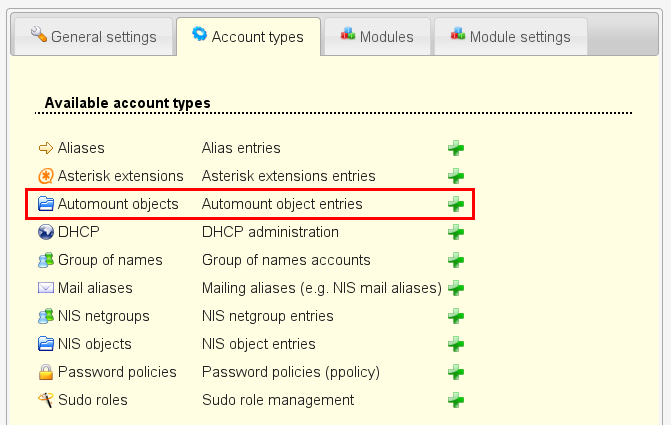 General settings Account types Modules Module settings
Available account types
Aliases Alias entries
Asterisk extensions Asterisk extensions entries
Automount objects Automount object entries
DHCP DHCP administration
Group of names Group of names accounts
Mail aliases Mailing aliases (e.g. NIS mail aliases)
NIS netgroups NIS netgroup entries
NIS objects NIS object entries
Password policies Password policies (ppolicy)
Sudo roles Sudo role management